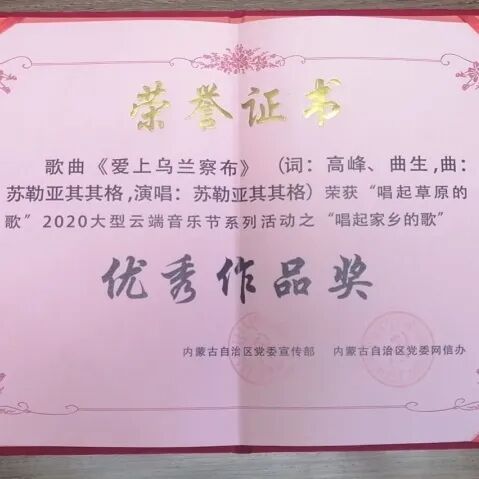 荣誉证书
歌曲《爱上乌兰察布》（词：高峰、曲生,曲：
苏勒亚其其格,演唱：苏勒亚其其格）荣获“唱起草原的
歌”2020大型云端音乐节系列活动之“唱起家乡的歌”
优秀作品奖
内蒙古自治区党委宣传部 内蒙古自治区党委网信办